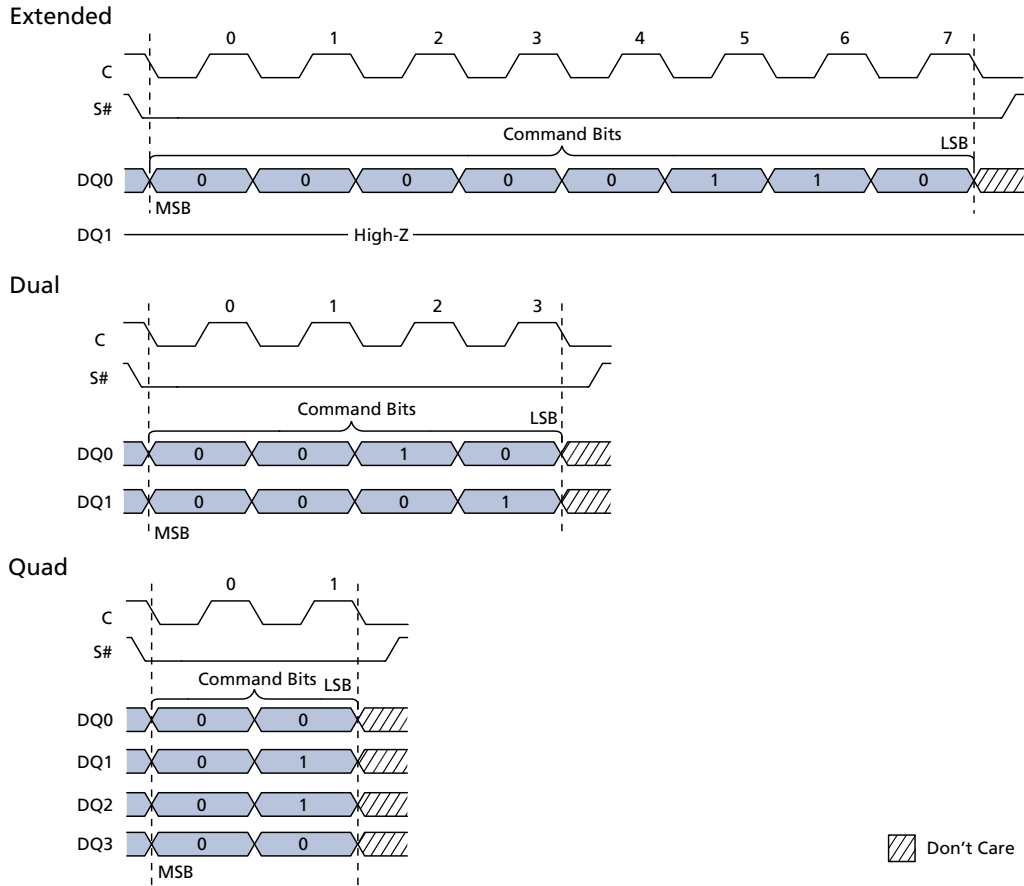 Extended
0 1 2 3 4 5 6 7
C
S#
Command Bits LSB
DQ0 0 0 0 0 0 1 1 0
MSB
DQ1 High-Z
Dual
0 1 2 3
C
S#
Command Bits LSB
DQ0 0 0 1 0
DQ1 0 0 0 1
MSB
Quad
0 1
C
S#
Command Bits LSB
DQ0 0 0
DQ1 0 1
DQ2 0 1
DQ3 0 0
MSB
Don't Care